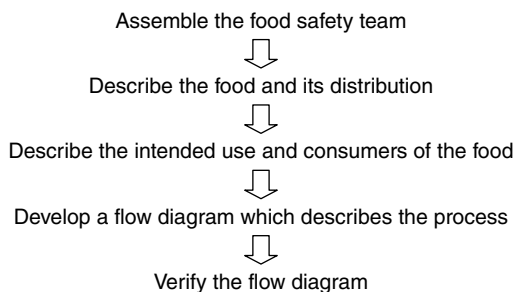 Assemble the food safety team
Describe the food and its distribution
Describe the intended use and consumers of the food
Develop a flow diagram which describes the process
Verify the flow diagram